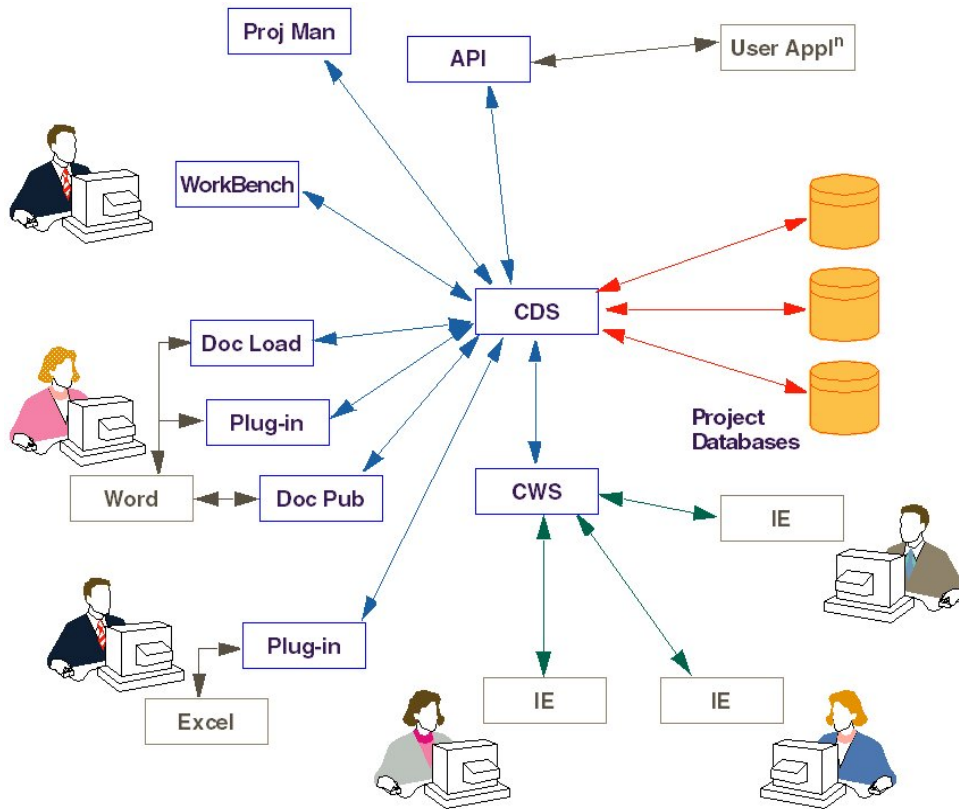 Proj Man
API
User Applⁿ
WorkBench
CDS
Doc Load
Plug-in
Project
Databases
Word
Doc Pub
CWS
IE
Plug-in
Excel
IE
IE